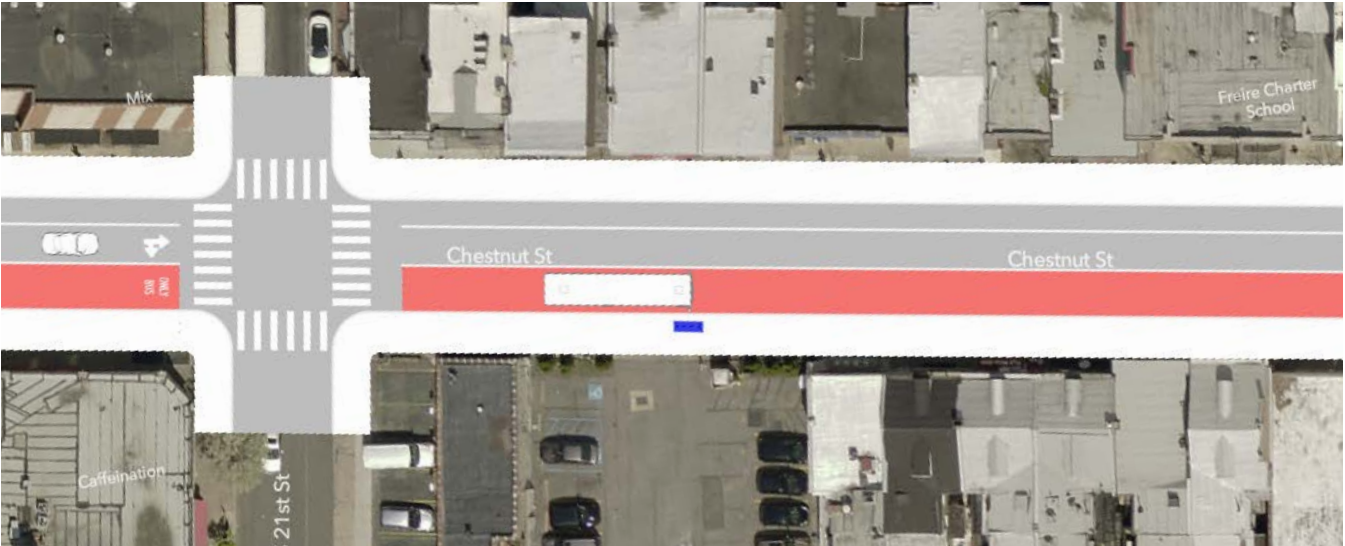 Mix
Freire Charter
School
Chestnut St
Chestnut St
ONLY
BUS
Caffeination
21st St